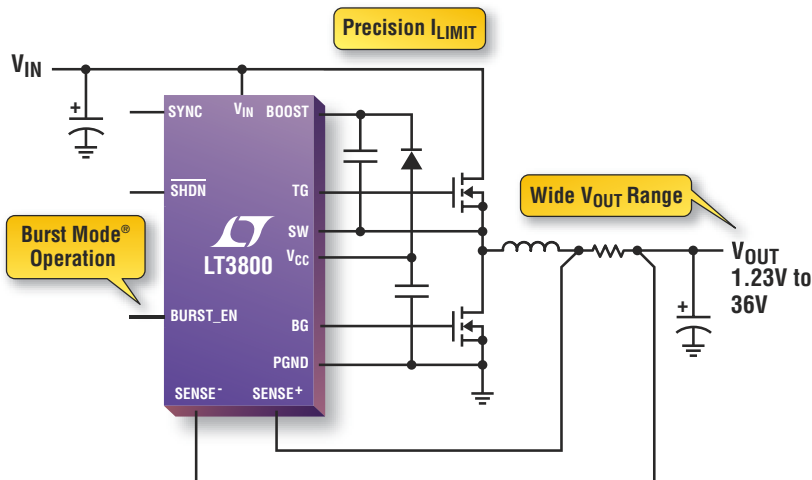 Precision ILIMIT
VIN
+
SYNC
VIN
BOOST
SHDN
TG
Wide VOUT Range
Burst Mode®
Operation
SW
LT3800
VCC
VOUT
1.23V to
36V
+
BURST_EN
BG
PGND
SENSE-
SENSE+